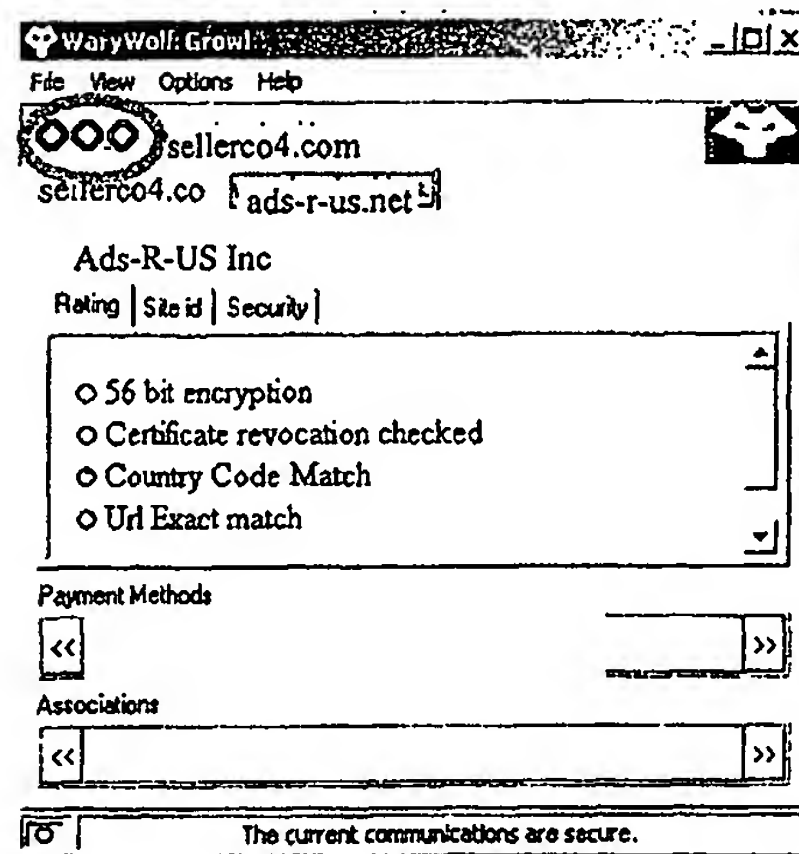 WaryWolf: Growl
File View Options Help
sellerco4.com
sellerco4.co ads-r-us.net
Ads-R-US Inc
Rating Site id Security
56 bit encryption
Certificate revocation checked
Country Code Match
Url Exact match
Payment Methods
<< >>
Associations
<< >>
The current communications are secure.